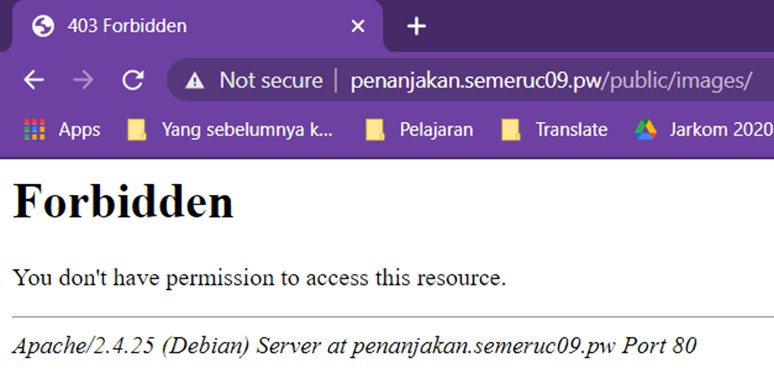 403 Forbidden
Not secure | penanjakan.semeruc09.pw/public/images/
Apps Yang sebelumnya k... Pelajaran Translate Jarkom 2020
Forbidden
You don't have permission to access this resource.
Apache/2.4.25 (Debian) Server at penanjakan.semeruc09.pw Port 80